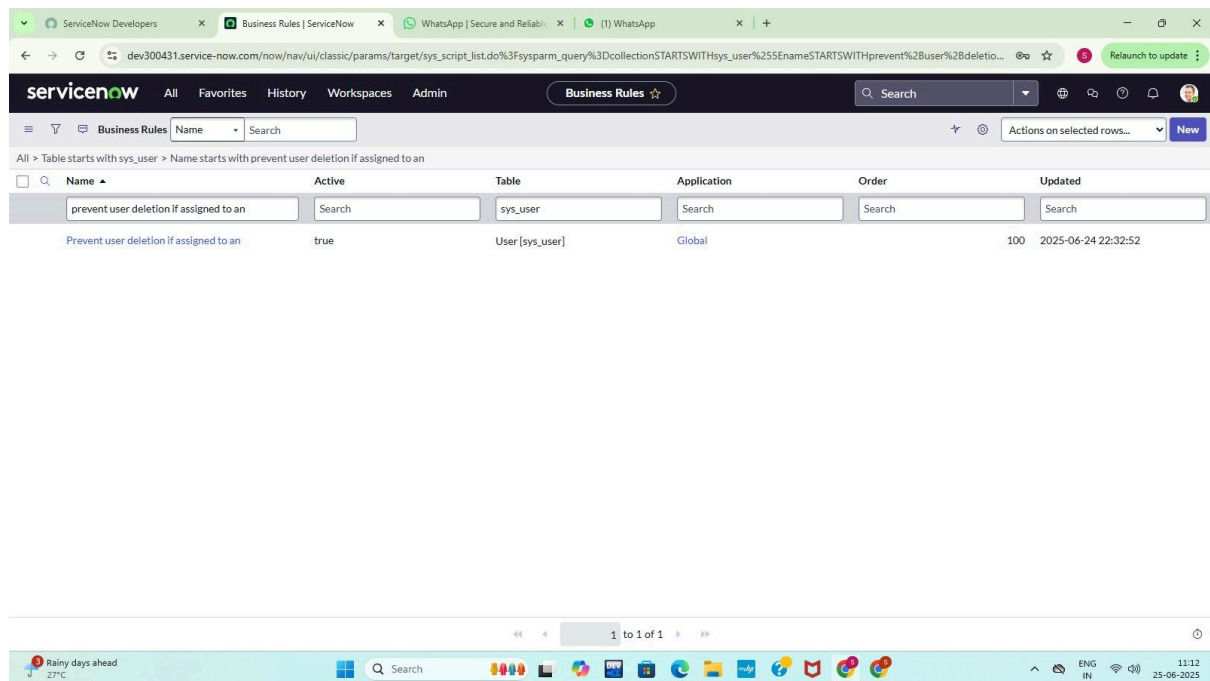 ServiceNow Developers
Business Rules | ServiceNow
WhatsApp | Secure and Reliabl
(1) WhatsApp
dev300431.service-now.com/now/nav/ui/classic/params/target/sys_script_list.do%3Fsysparm_query%3DcollectionSTARTSWITHsys_user%255EnameSTARTSWITHprevent%2Buser%2Bdeletio...
S
Relaunch to update
servicenow All Favorites History Workspaces Admin
Business Rules
Search
Business Rules Name Search
Actions on selected rows...
New
All > Table starts with sys_user > Name starts with prevent user deletion if assigned to an
Name Active Table Application Order Updated
prevent user deletion if assigned to an Search sys_user Search Search Search
Prevent user deletion if assigned to an true User [sys_user] Global 100 2025-06-24 22:32:52
1 to 1 of 1
3
Rainy days ahead
27°C
Search
DEV
myhp
S
S
ENG
IN
11:12
25-06-2025